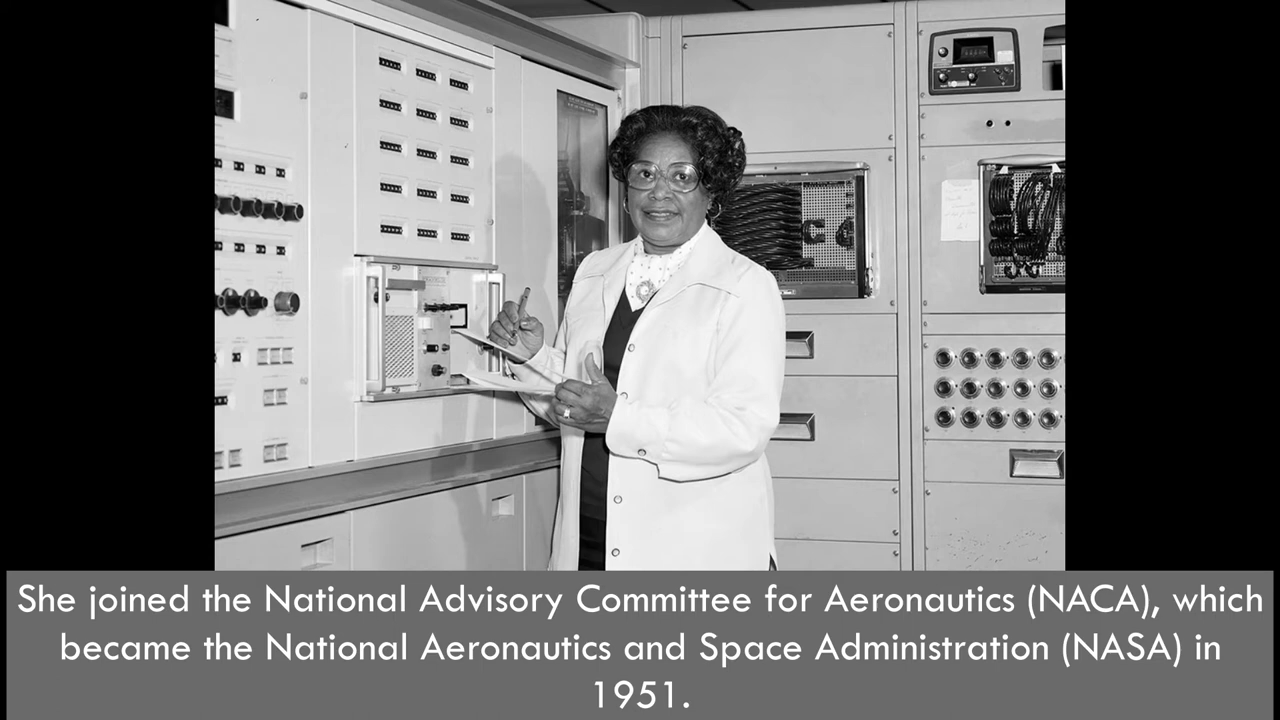 She joined the National Advisory Committee for Aeronautics (NACA), which
became the National Aeronautics and Space Administration (NASA) in
1951.